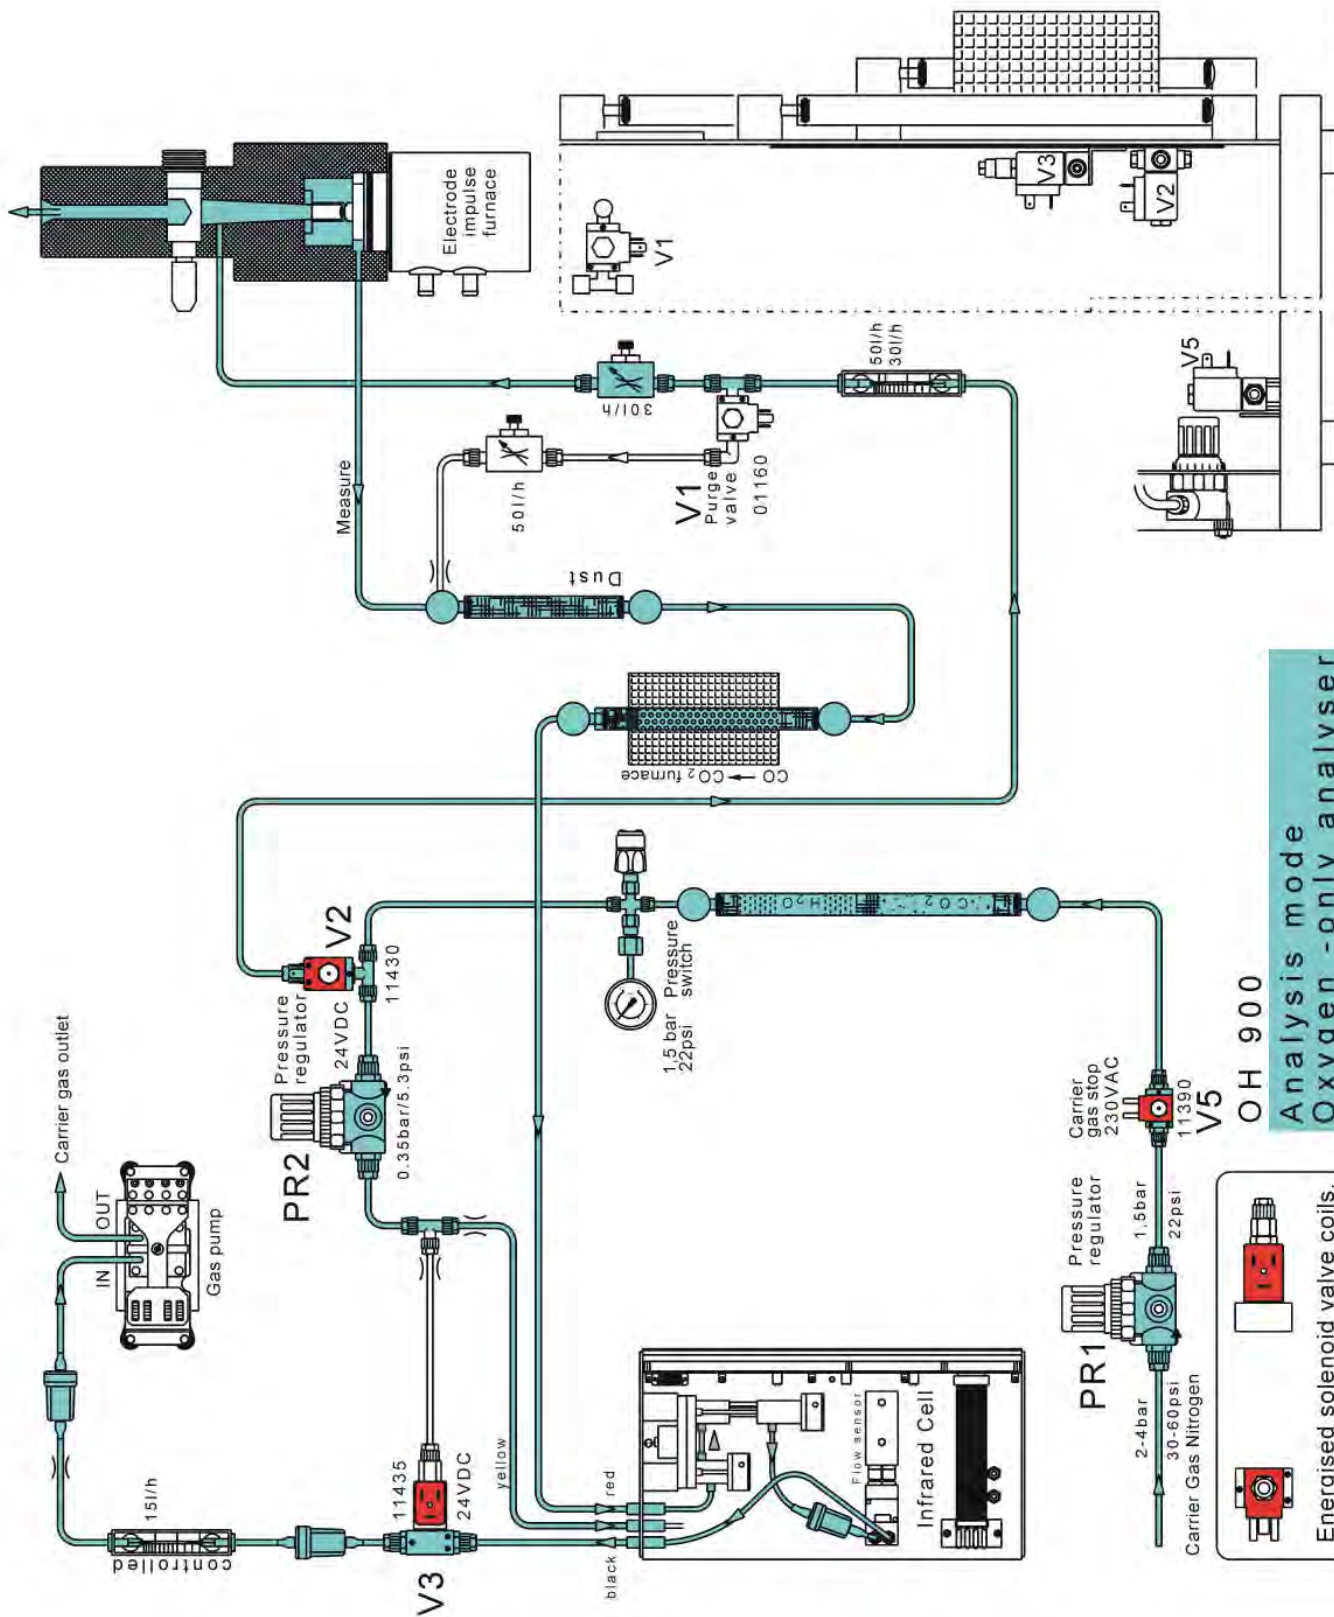 Carrier gas outlet
IN
OUT
Gas pump
15l/h
controlled
V3
11435
24VDC
PR2
Pressure
regulator
24VDC
0.35bar/5.3psi
V2
11430
yellow
black
red
Flow sensor
Infrared Cell
1,5 bar
22psi
Pressure
switch
H2O
CO2
CO ← CO2 furnace
Dust
Measure
50l/h
30l/h
V1
Purge
valve
01160
50l/h
30l/h
Electrode
impulse
furnace
V1
V3
V2
V5
PR1
Pressure
regulator
2-4bar
30-60psi
Carrier Gas Nitrogen
1,5bar
22psi
Carrier
gas stop
230VAC
11390
V5
OH 900
Analysis mode
Oxygen -only analyser
Energised solenoid valve coils.